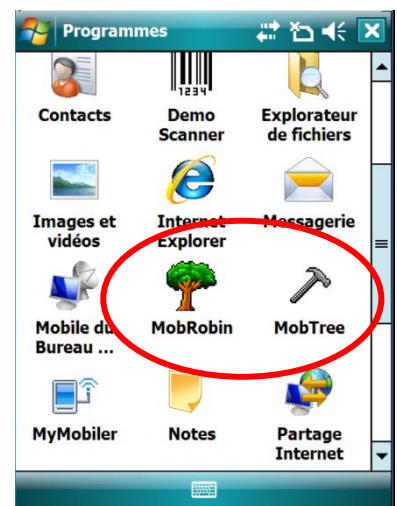 Programmes
1234
Contacts
Demo
Scanner
Explorateur
de fichiers
Images et
vidéos
Internet
Explorer
Messagerie
Mobile du
Bureau ...
MobRobin
MobTree
MyMobiler
Notes
Partage
Internet